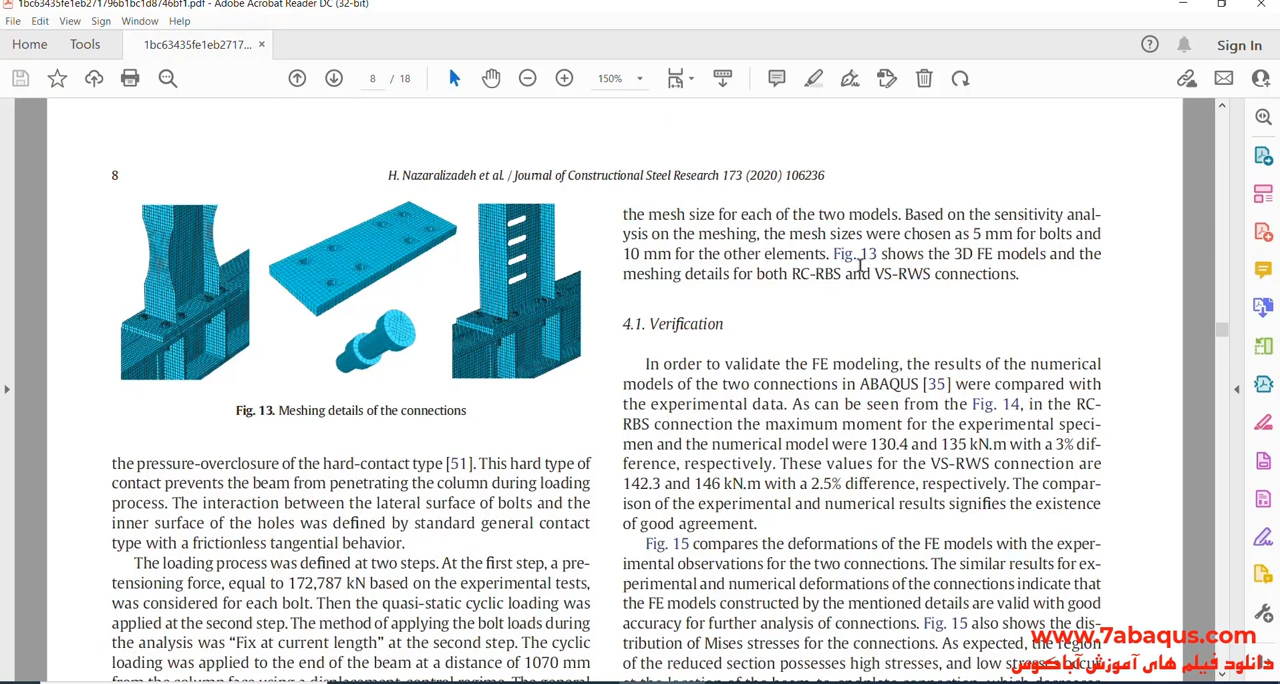 1bc63435fe1eb271796b1bc1d8746bf1.pdf - Adobe Acrobat Reader DC (32-bit)
File Edit View Sign Window Help
Home Tools 1bc63435fe1eb2717... × Sign In
8 / 18 150%
8
H. Nazaralizadeh et al. / Journal of Constructional Steel Research 173 (2020) 106236
Fig. 13. Meshing details of the connections
the pressure-overclosure of the hard-contact type [51]. This hard type of
contact prevents the beam from penetrating the column during loading
process. The interaction between the lateral surface of bolts and the
inner surface of the holes was defined by standard general contact
type with a frictionless tangential behavior.
The loading process was defined at two steps. At the first step, a pre-
tensioning force, equal to 172,787 kN based on the experimental tests,
was considered for each bolt. Then the quasi-static cyclic loading was
applied at the second step. The method of applying the bolt loads during
the analysis was “Fix at current length” at the second step. The cyclic
loading was applied to the end of the beam at a distance of 1070 mm
from the column face using a displacement-control regime. The general
the mesh size for each of the two models. Based on the sensitivity anal-
ysis on the meshing, the mesh sizes were chosen as 5 mm for bolts and
10 mm for the other elements. Fig. 13 shows the 3D FE models and the
meshing details for both RC-RBS and VS-RWS connections.
4.1. Verification
In order to validate the FE modeling, the results of the numerical
models of the two connections in ABAQUS [35] were compared with
the experimental data. As can be seen from the Fig. 14, in the RC-
RBS connection the maximum moment for the experimental speci-
men and the numerical model were 130.4 and 135 kN.m with a 3% dif-
ference, respectively. These values for the VS-RWS connection are
142.3 and 146 kN.m with a 2.5% difference, respectively. The compar-
ison of the experimental and numerical results signifies the existence
of good agreement.
Fig. 15 compares the deformations of the FE models with the exper-
imental observations for the two connections. The similar results for ex-
perimental and numerical deformations of the connections indicate that
the FE models constructed by the mentioned details are valid with good
accuracy for further analysis of connections. Fig. 15 also shows the dis-
tribution of Mises stresses for the connections. As expected, the region
of the reduced section possesses high stresses, and low
www.7abaqus.com
دانلود فیلم های آموزش آباکوس